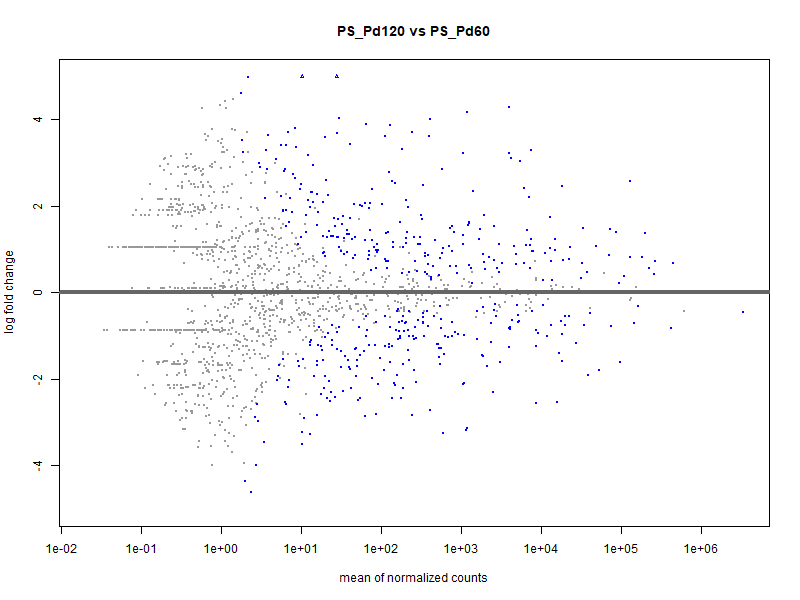 PS_Pd120 vs PS_Pd60
4
2
0
-2
-4
log fold change
1e-02 1e-01 1e+00 1e+01 1e+02 1e+03 1e+04 1e+05 1e+06
mean of normalized counts